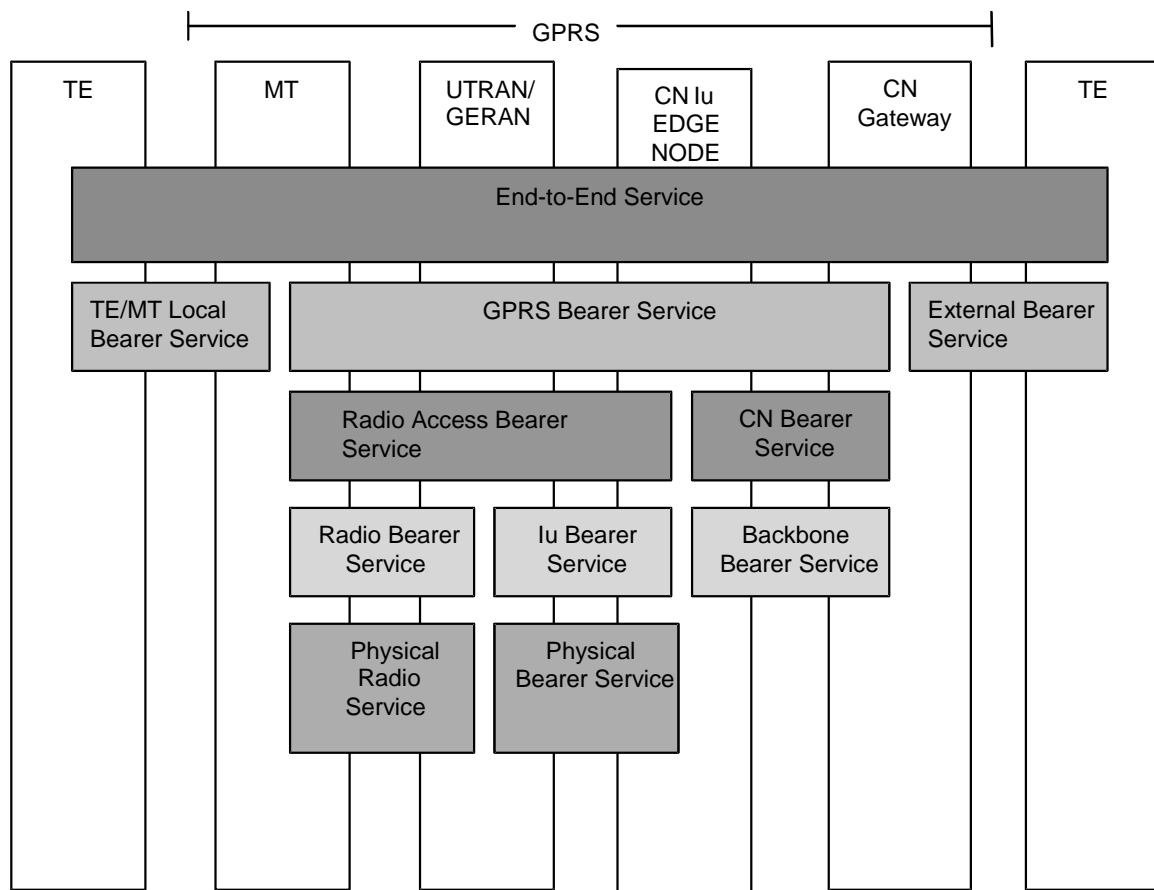 GPRS
TE
MT
UTRAN/
GERAN
CN Iu
EDGE
NODE
CN
Gateway
TE
End-to-End Service
TE/MT Local
Bearer Service
GPRS Bearer Service
External Bearer
Service
Radio Access Bearer
Service
CN Bearer
Service
Radio Bearer
Service
Iu Bearer
Service
Backbone
Bearer Service
Physical
Radio
Service
Physical
Bearer Service